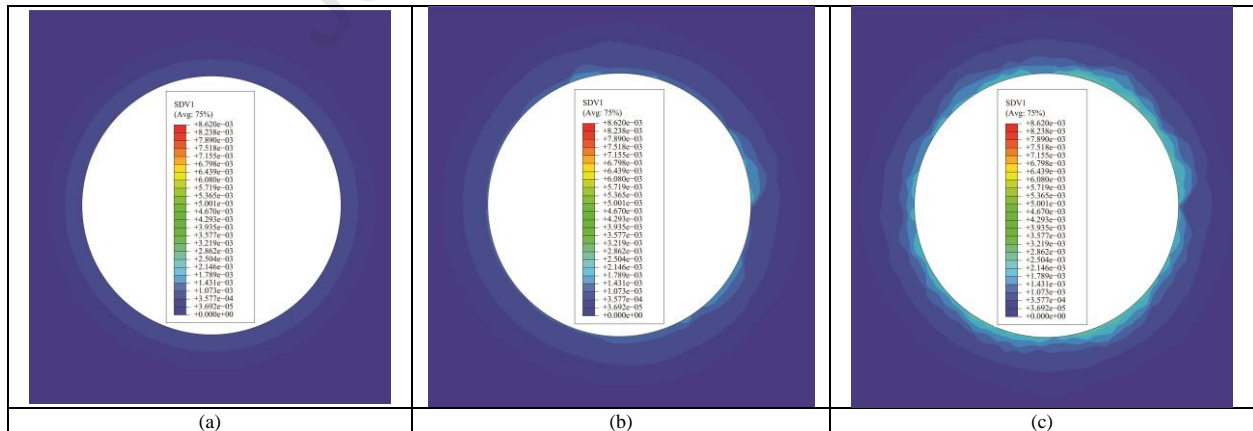 SDV1
(Avg: 75%)
+8.620e−03
+8.238e−03
+7.890e−03
+7.518e−03
+7.155e−03
+6.798e−03
+6.439e−03
+6.080e−03
+5.719e−03
+5.365e−03
+5.001e−03
+4.670e−03
+4.293e−03
+3.935e−03
+3.577e−03
+3.219e−03
+2.862e−03
+2.504e−03
+2.146e−03
+1.789e−03
+1.431e−03
+1.073e−03
+3.577e−04
+3.692e−05
+0.000e+00
(a)
SDV1
(Avg: 75%)
+8.620e−03
+8.238e−03
+7.890e−03
+7.518e−03
+7.155e−03
+6.798e−03
+6.439e−03
+6.080e−03
+5.719e−03
+5.365e−03
+5.001e−03
+4.670e−03
+4.293e−03
+3.935e−03
+3.577e−03
+3.219e−03
+2.862e−03
+2.504e−03
+2.146e−03
+1.789e−03
+1.431e−03
+1.073e−03
+3.577e−04
+3.692e−05
+0.000e+00
(b)
SDV1
(Avg: 75%)
+8.620e−03
+8.238e−03
+7.890e−03
+7.518e−03
+7.155e−03
+6.798e−03
+6.439e−03
+6.080e−03
+5.719e−03
+5.365e−03
+5.001e−03
+4.670e−03
+4.293e−03
+3.935e−03
+3.577e−03
+3.219e−03
+2.862e−03
+2.504e−03
+2.146e−03
+1.789e−03
+1.431e−03
+1.073e−03
+3.577e−04
+3.692e−05
+0.000e+00
(c)